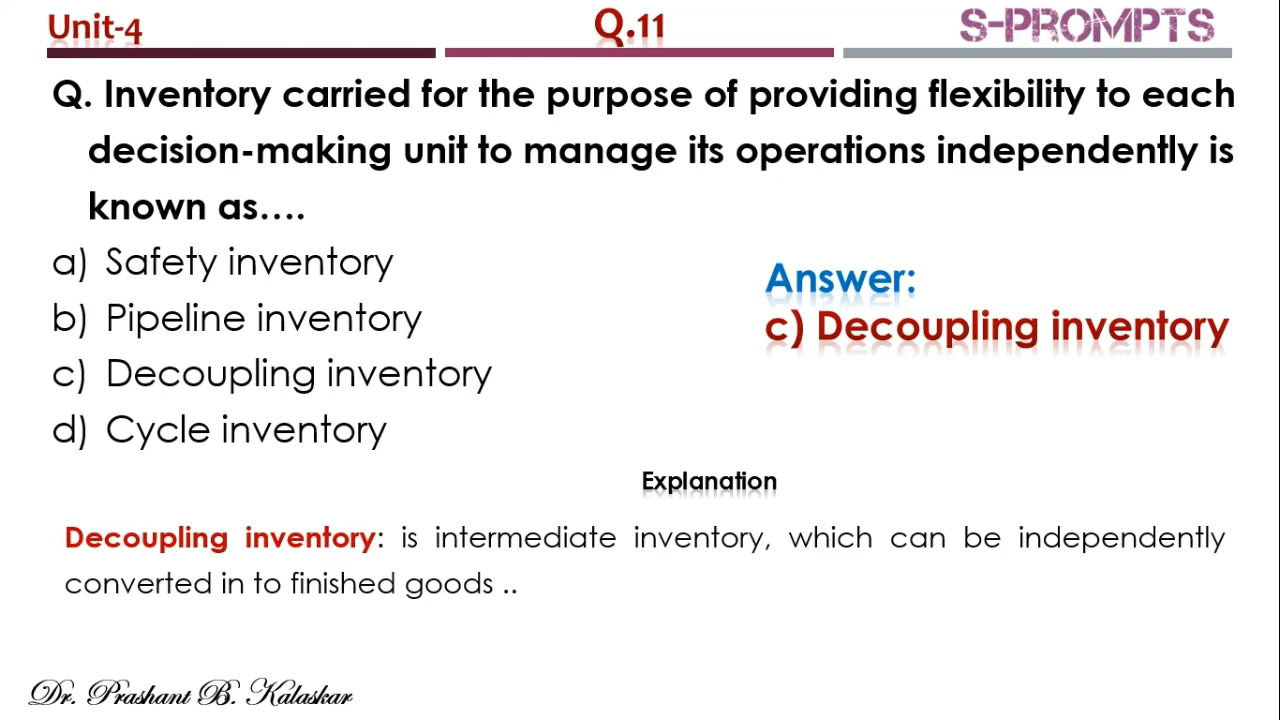 Unit-4
Q.11
S-PROMPTS
Q. Inventory carried for the purpose of providing flexibility to each
decision-making unit to manage its operations independently is
known as….
a) Safety inventory
b) Pipeline inventory
c) Decoupling inventory
d) Cycle inventory
Answer:
c) Decoupling inventory
Explanation
Decoupling inventory: is intermediate inventory, which can be independently
converted in to finished goods ..
Dr. Prashant B. Kalaskar